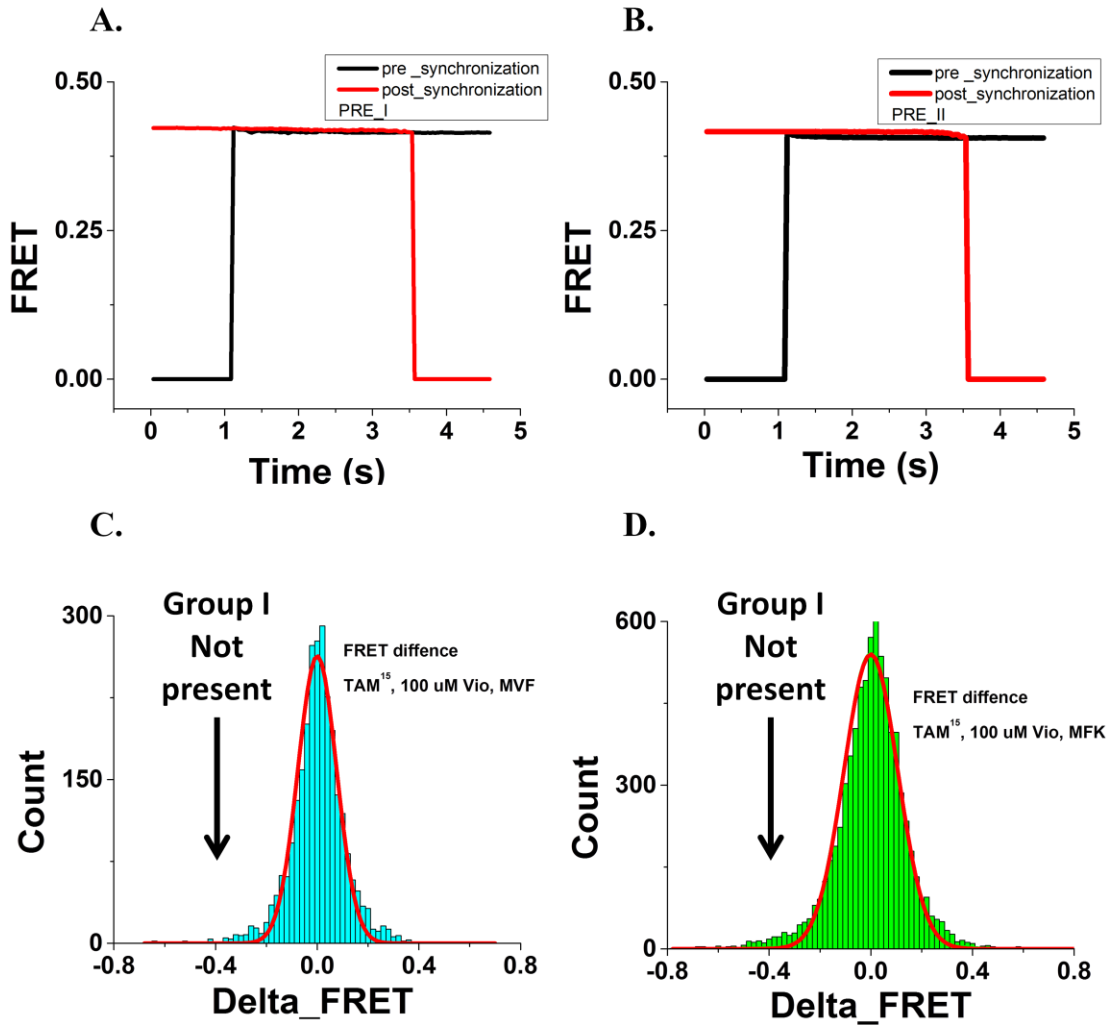 A.
0.50
0.25
0.00
FRET
pre _synchronization
post_synchronization
PRE_I
0 1 2 3 4 5
Time (s)
B.
0.50
0.25
0.00
FRET
pre _synchronization
post_synchronization
PRE_II
0 1 2 3 4 5
Time (s)
C.
300
150
0
Count
Group I
Not
present
FRET diffence
TAM¹⁵, 100 uM Vio, MVF
-0.8 -0.4 0.0 0.4 0.8
Delta_FRET
D.
600
300
0
Count
Group I
Not
present
FRET diffence
TAM¹⁵, 100 uM Vio, MFK
-0.8 -0.4 0.0 0.4 0.8
Delta_FRET